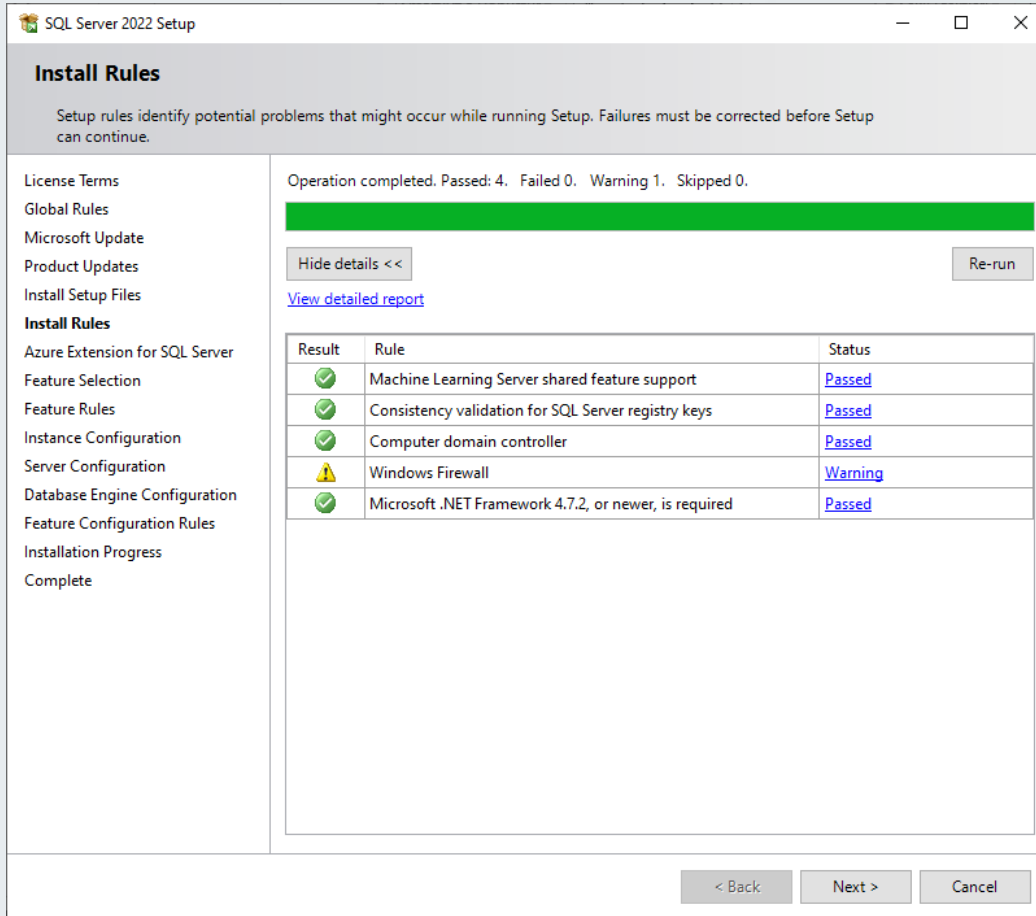 SQL Server 2022 Setup
Install Rules
Setup rules identify potential problems that might occur while running Setup. Failures must be corrected before Setup
can continue.
License Terms
Global Rules
Microsoft Update
Product Updates
Install Setup Files
Install Rules
Azure Extension for SQL Server
Feature Selection
Feature Rules
Instance Configuration
Server Configuration
Database Engine Configuration
Feature Configuration Rules
Installation Progress
Complete
Operation completed. Passed: 4. Failed 0. Warning 1. Skipped 0.
Hide details <<
Re-run
View detailed report
Result Rule Status
Machine Learning Server shared feature support Passed
Consistency validation for SQL Server registry keys Passed
Computer domain controller Passed
Windows Firewall Warning
Microsoft .NET Framework 4.7.2, or newer, is required Passed
< Back Next > Cancel